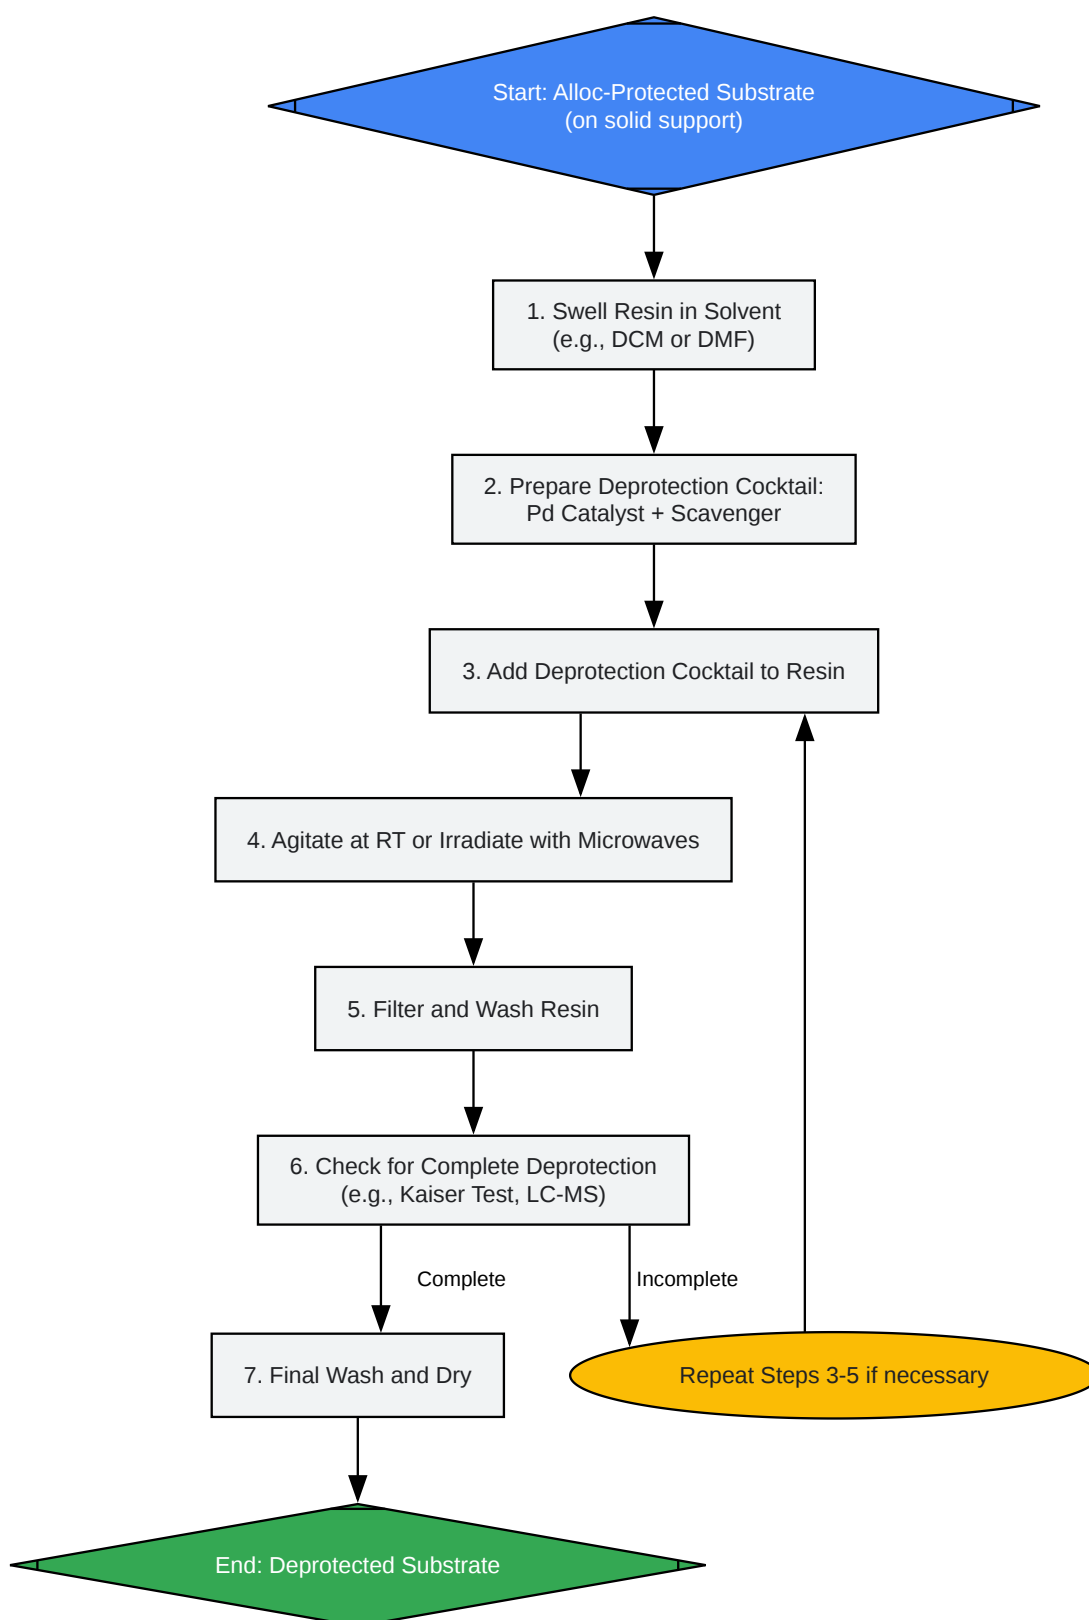 Start: Alloc-Protected Substrate
(on solid support)
1. Swell Resin in Solvent
(e.g., DCM or DMF)
2. Prepare Deprotection Cocktail:
Pd Catalyst + Scavenger
3. Add Deprotection Cocktail to Resin
4. Agitate at RT or Irradiate with Microwaves
5. Filter and Wash Resin
6. Check for Complete Deprotection
(e.g., Kaiser Test, LC-MS)
Complete
Incomplete
7. Final Wash and Dry
Repeat Steps 3-5 if necessary
End: Deprotected Substrate